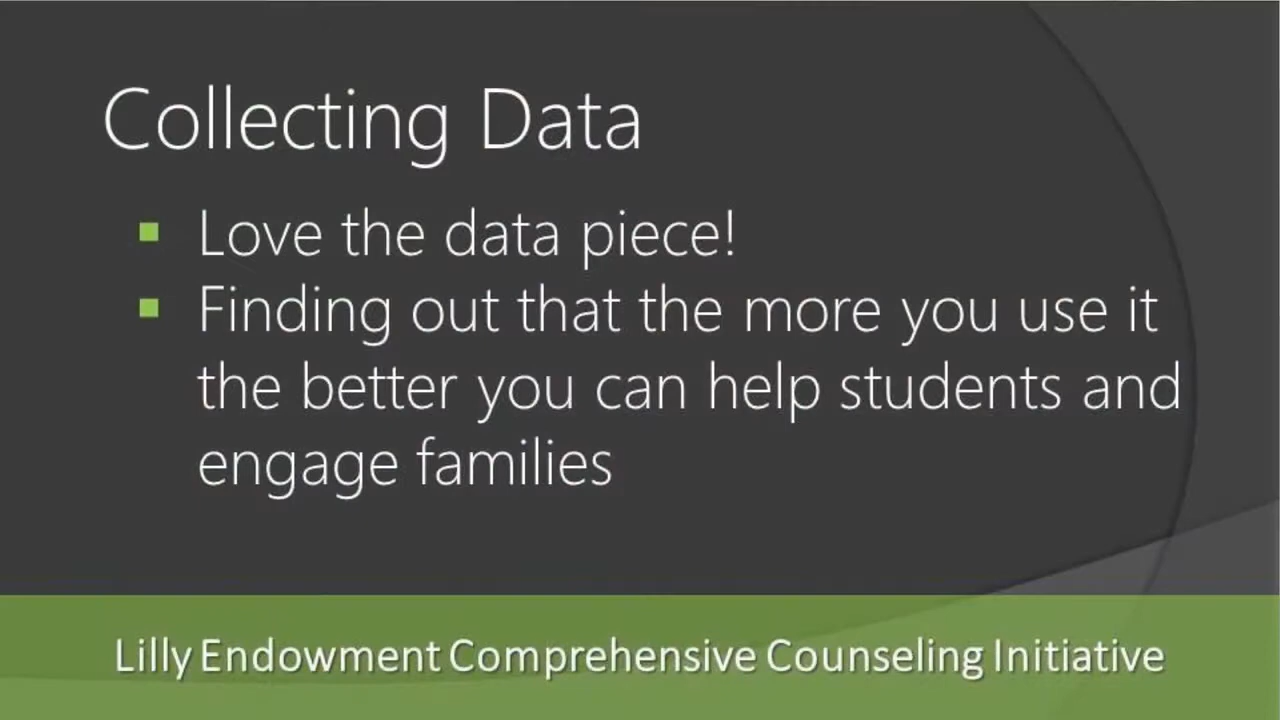 Collecting Data
Love the data piece!
Finding out that the more you use it
the better you can help students and
engage families
Lilly Endowment Comprehensive Counseling Initiative